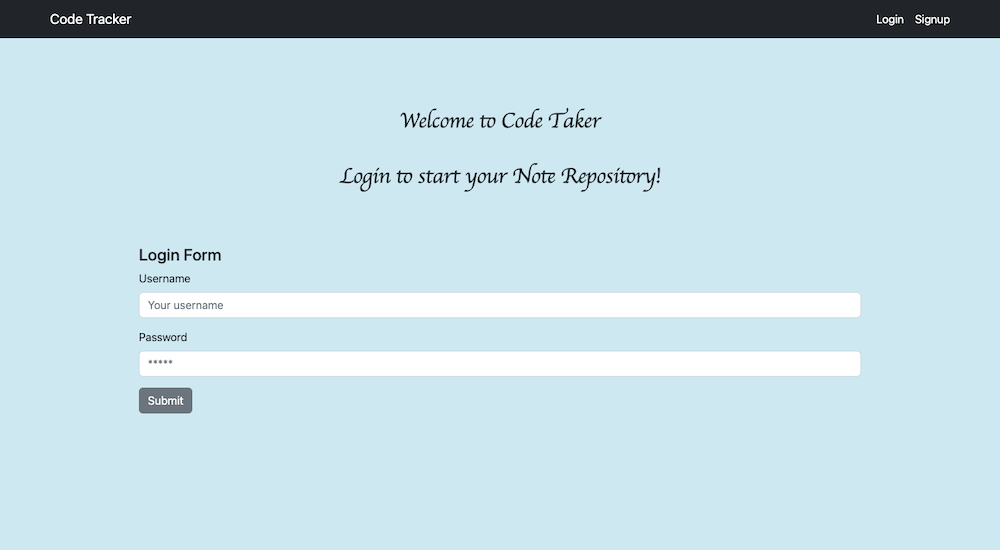 Code Tracker Login Signup
Welcome to Code Taker
Login to start your Note Repository!
Login Form
Username
Your username
Password
*****
Submit